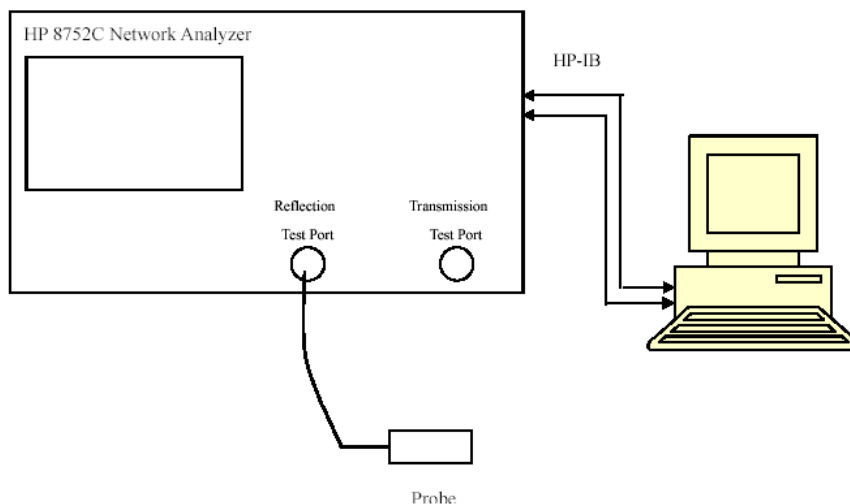 HP 8752C Network Analyzer
HP-IB
Reflection
Test Port
Transmission
Test Port
Probe